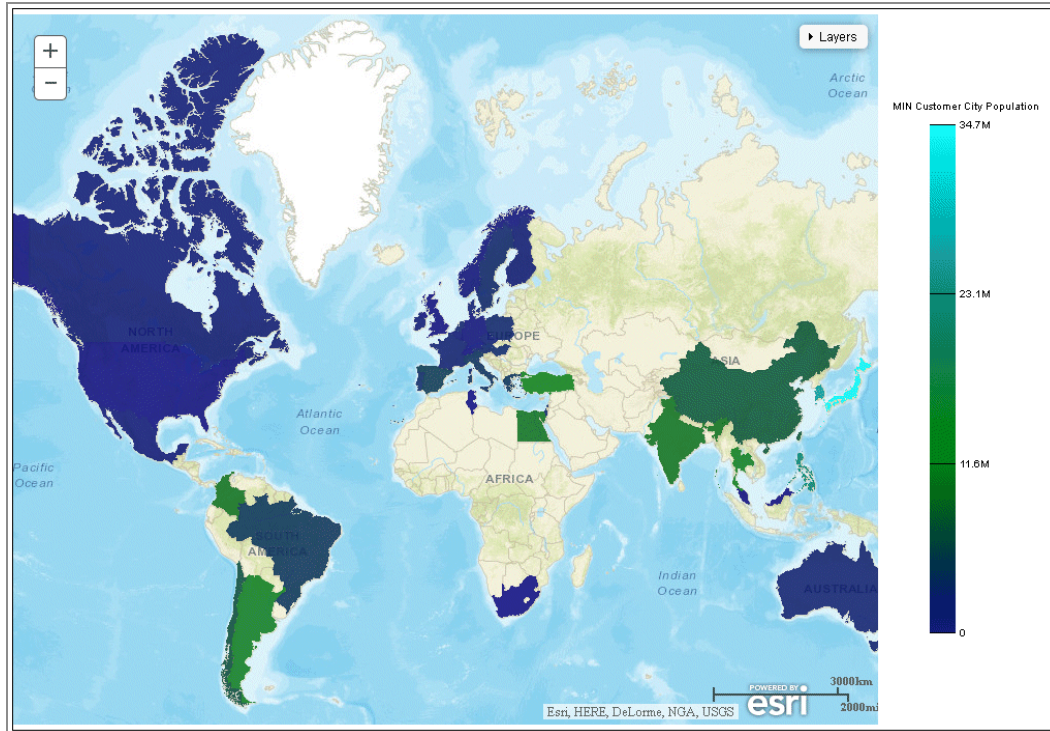 +
−
Layers
Arctic
Ocean
Ocean
MIN Customer City Population
34.7M
23.1M
11.6M
0
NORTH
AMERICA
EUROPE
ASIA
Atlantic
Ocean
Pacific
Ocean
AFRICA
SOUTH
AMERICA
Indian
Ocean
AUSTRALIA
3000km
2000mi
POWERED BY
esri
Esri, HERE, DeLorme, NGA, USGS